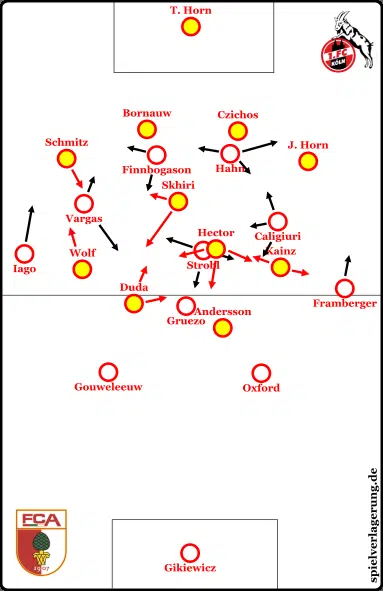 T. Horn
1. FC
KÖLN
Bornauw
Czichos
Schmitz
J. Horn
Finnbogason
Hahn
Skhiri
Vargas
Hector
Caligiuri
Wolf
Kainz
Iago
Strobl
Duda
Framberger
Andersson
Gruezo
Gouweleeuw
Oxford
FCA
1907
Gikiewicz
spielverlagerung.de